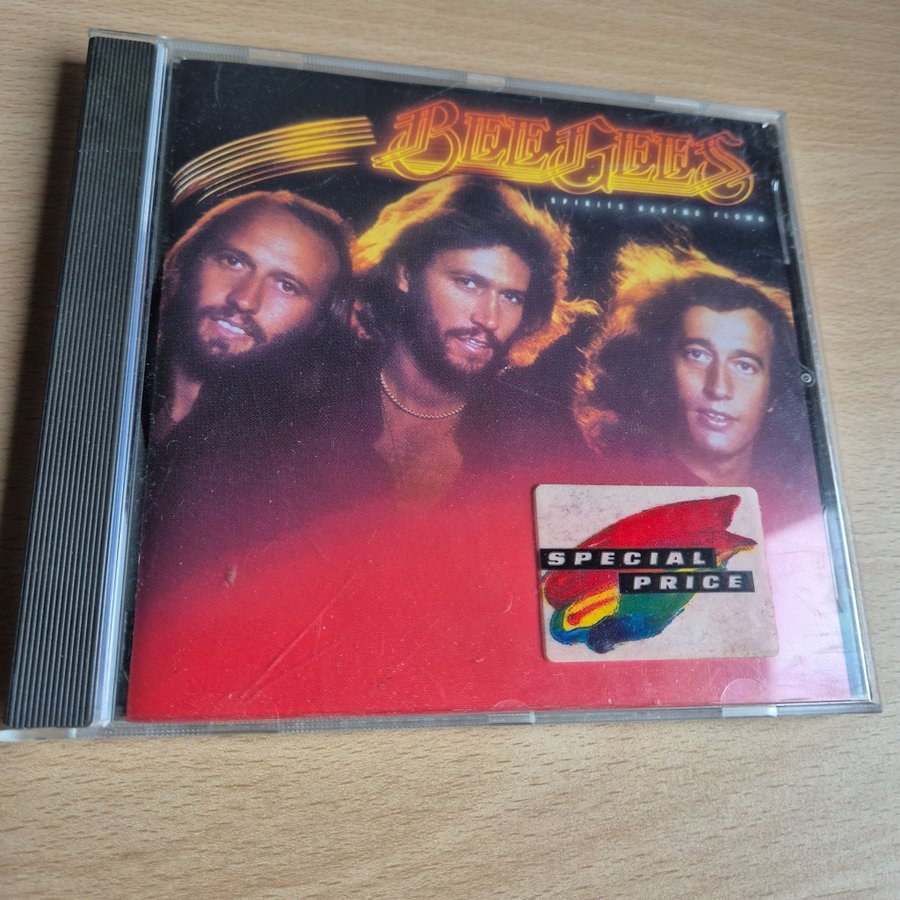 BEE GEES
SPIRITS HAVING FLOWN
SPECIAL
PRICE